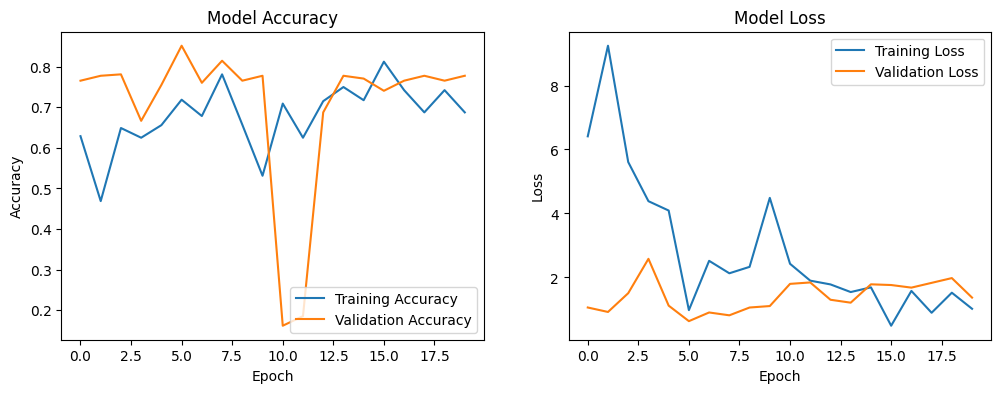 Model Accuracy
Accuracy
0.8
0.7
0.6
0.5
0.4
0.3
0.2
Training Accuracy
Validation Accuracy
0.0 2.5 5.0 7.5 10.0 12.5 15.0 17.5
Epoch
Model Loss
Loss
8
6
4
2
Training Loss
Validation Loss
0.0 2.5 5.0 7.5 10.0 12.5 15.0 17.5
Epoch